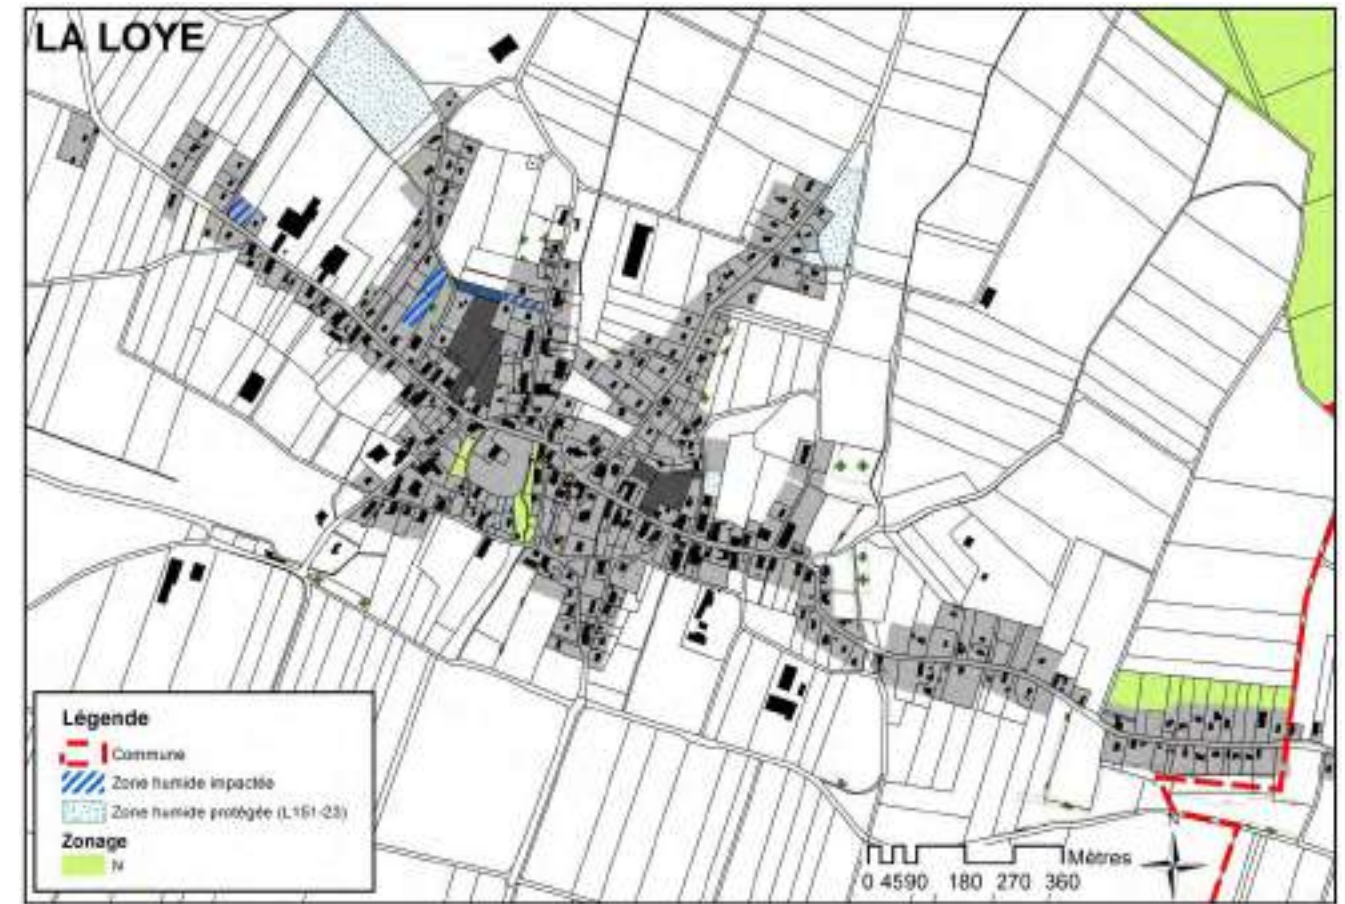 LA LOYE
Légende
Commune
Zone humide impactée
Zone humide protégée (L151-23)
Zonage
N
Mètres
0 4590 180 270 360